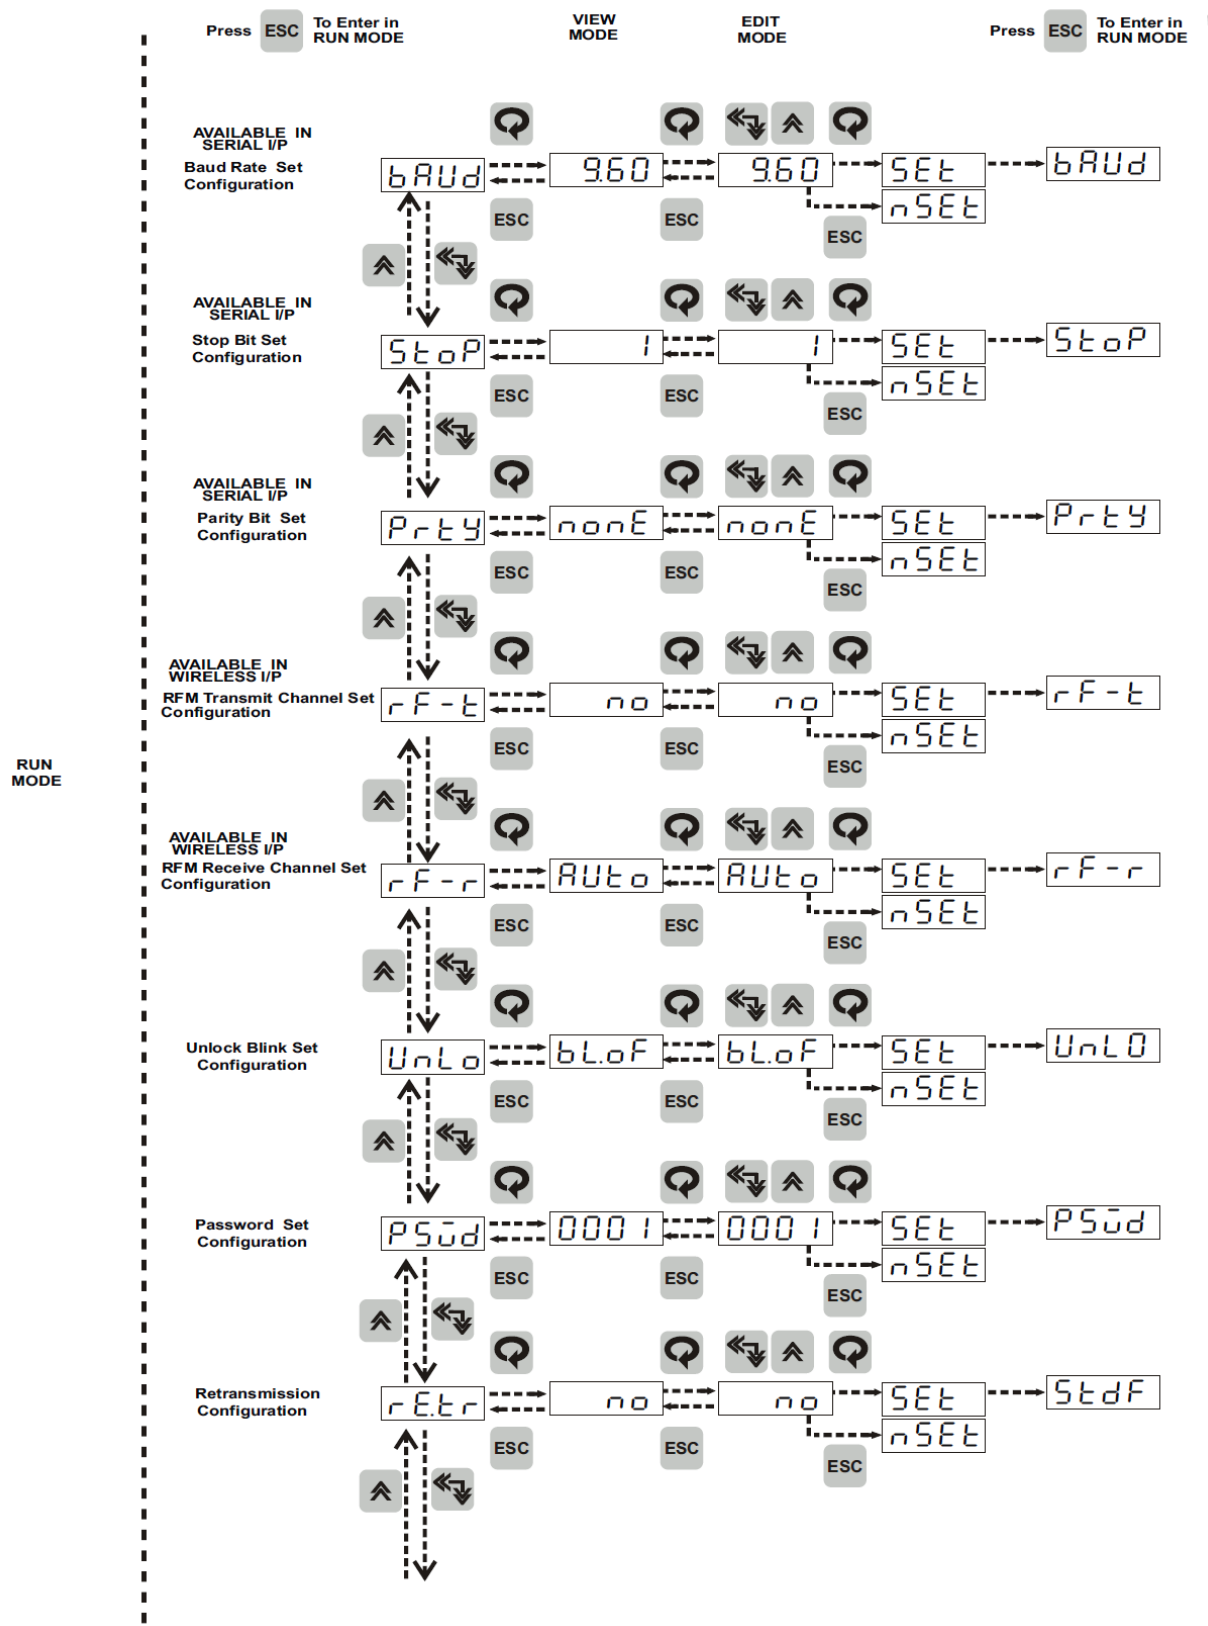 Press ESC To Enter in
RUN MODE
VIEW
MODE
EDIT
MODE
Press ESC To Enter in
RUN MODE
AVAILABLE IN
SERIAL I/P
Baud Rate Set
Configuration
bAUd 9.60 9.60 SEt bAUd
nSEt
ESC ESC ESC
AVAILABLE IN
SERIAL I/P
Stop Bit Set
Configuration
StoP 1 1 SEt StoP
nSEt
ESC ESC ESC
AVAILABLE IN
SERIAL I/P
Parity Bit Set
Configuration
PrtY nonE nonE SEt PrtY
nSEt
ESC ESC ESC
AVAILABLE IN
WIRELESS I/P
RFM Transmit Channel Set
Configuration
rF-t no no SEt rF-t
nSEt
ESC ESC ESC
RUN
MODE
AVAILABLE IN
WIRELESS I/P
RFM Receive Channel Set
Configuration
rF-r AUto AUto SEt rF-r
nSEt
ESC ESC ESC
Unlock Blink Set
Configuration
UnLo bL.oF bL.oF SEt UnL0
nSEt
ESC ESC ESC
Password Set
Configuration
PSūd 0001 0001 SEt PSūd
nSEt
ESC ESC ESC
Retransmission
Configuration
rE.tr no no SEt StdF
nSEt
ESC ESC ESC